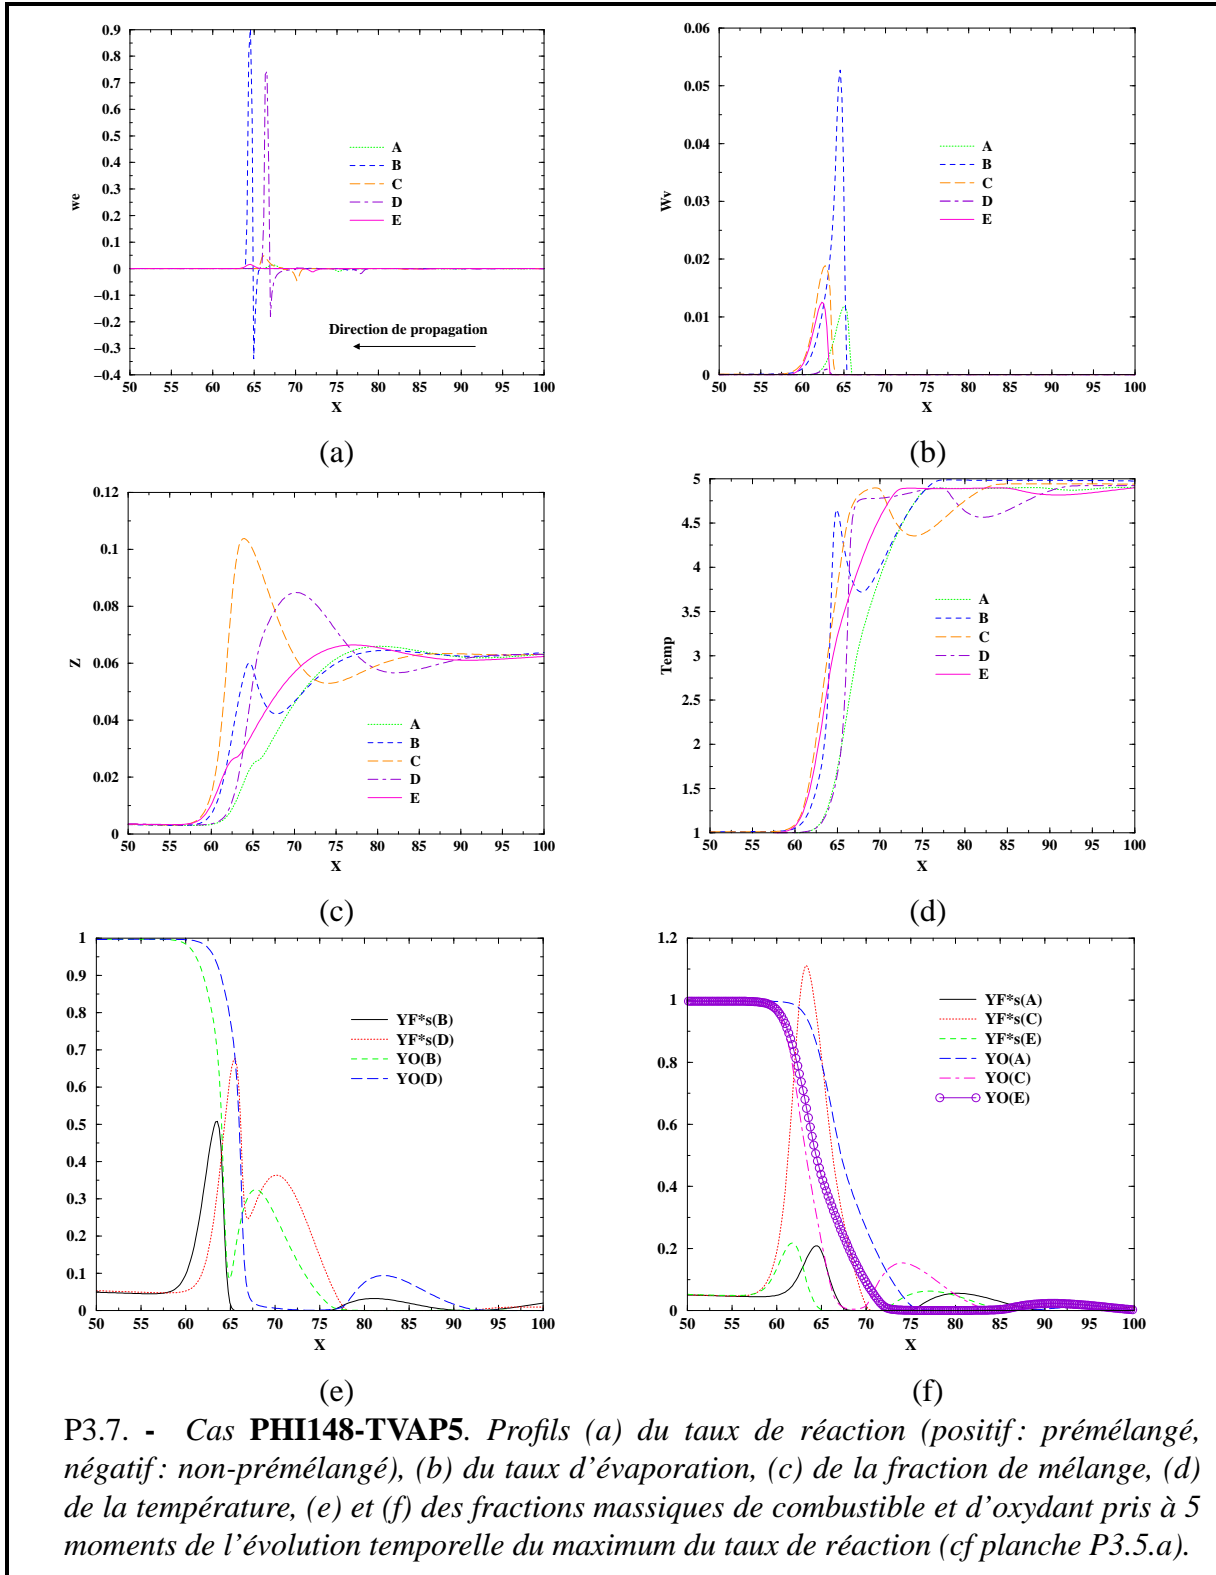 0.9
0.8
0.7
0.6
0.5
0.4
0.3
0.2
0.1
0
−0.1
−0.2
−0.3
−0.4
we
A
B
C
D
E
Direction de propagation
50 55 60 65 70 75 80 85 90 95 100
X
(a)
0.06
0.05
0.04
0.03
0.02
0.01
0
Wv
A
B
C
D
E
50 55 60 65 70 75 80 85 90 95 100
X
(b)
0.12
0.1
0.08
0.06
0.04
0.02
0
Z
A
B
C
D
E
50 55 60 65 70 75 80 85 90 95 100
X
(c)
5
4.5
4
3.5
3
2.5
2
1.5
1
Temp
A
B
C
D
E
50 55 60 65 70 75 80 85 90 95 100
X
(d)
1
0.9
0.8
0.7
0.6
0.5
0.4
0.3
0.2
0.1
0
YF*s(B)
YF*s(D)
YO(B)
YO(D)
50 55 60 65 70 75 80 85 90 95 100
X
(e)
1.2
1
0.8
0.6
0.4
0.2
0
YF*s(A)
YF*s(C)
YF*s(E)
YO(A)
YO(C)
YO(E)
50 55 60 65 70 75 80 85 90 95 100
X
(f)
P3.7. - Cas PHI148-TVAP5. Profils (a) du taux de réaction (positif : prémélangé,
négatif : non-prémélangé), (b) du taux d'évaporation, (c) de la fraction de mélange, (d)
de la température, (e) et (f) des fractions massiques de combustible et d'oxydant pris à 5
moments de l'évolution temporelle du maximum du taux de réaction (cf planche P3.5.a).